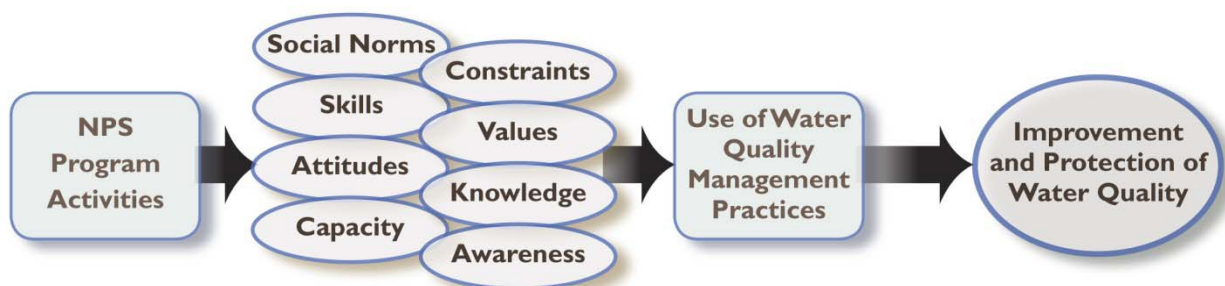 NPS
Program
Activities
Social Norms
Skills
Attitudes
Capacity
Constraints
Values
Knowledge
Awareness
Use of Water
Quality
Management
Practices
Improvement
and Protection of
Water Quality